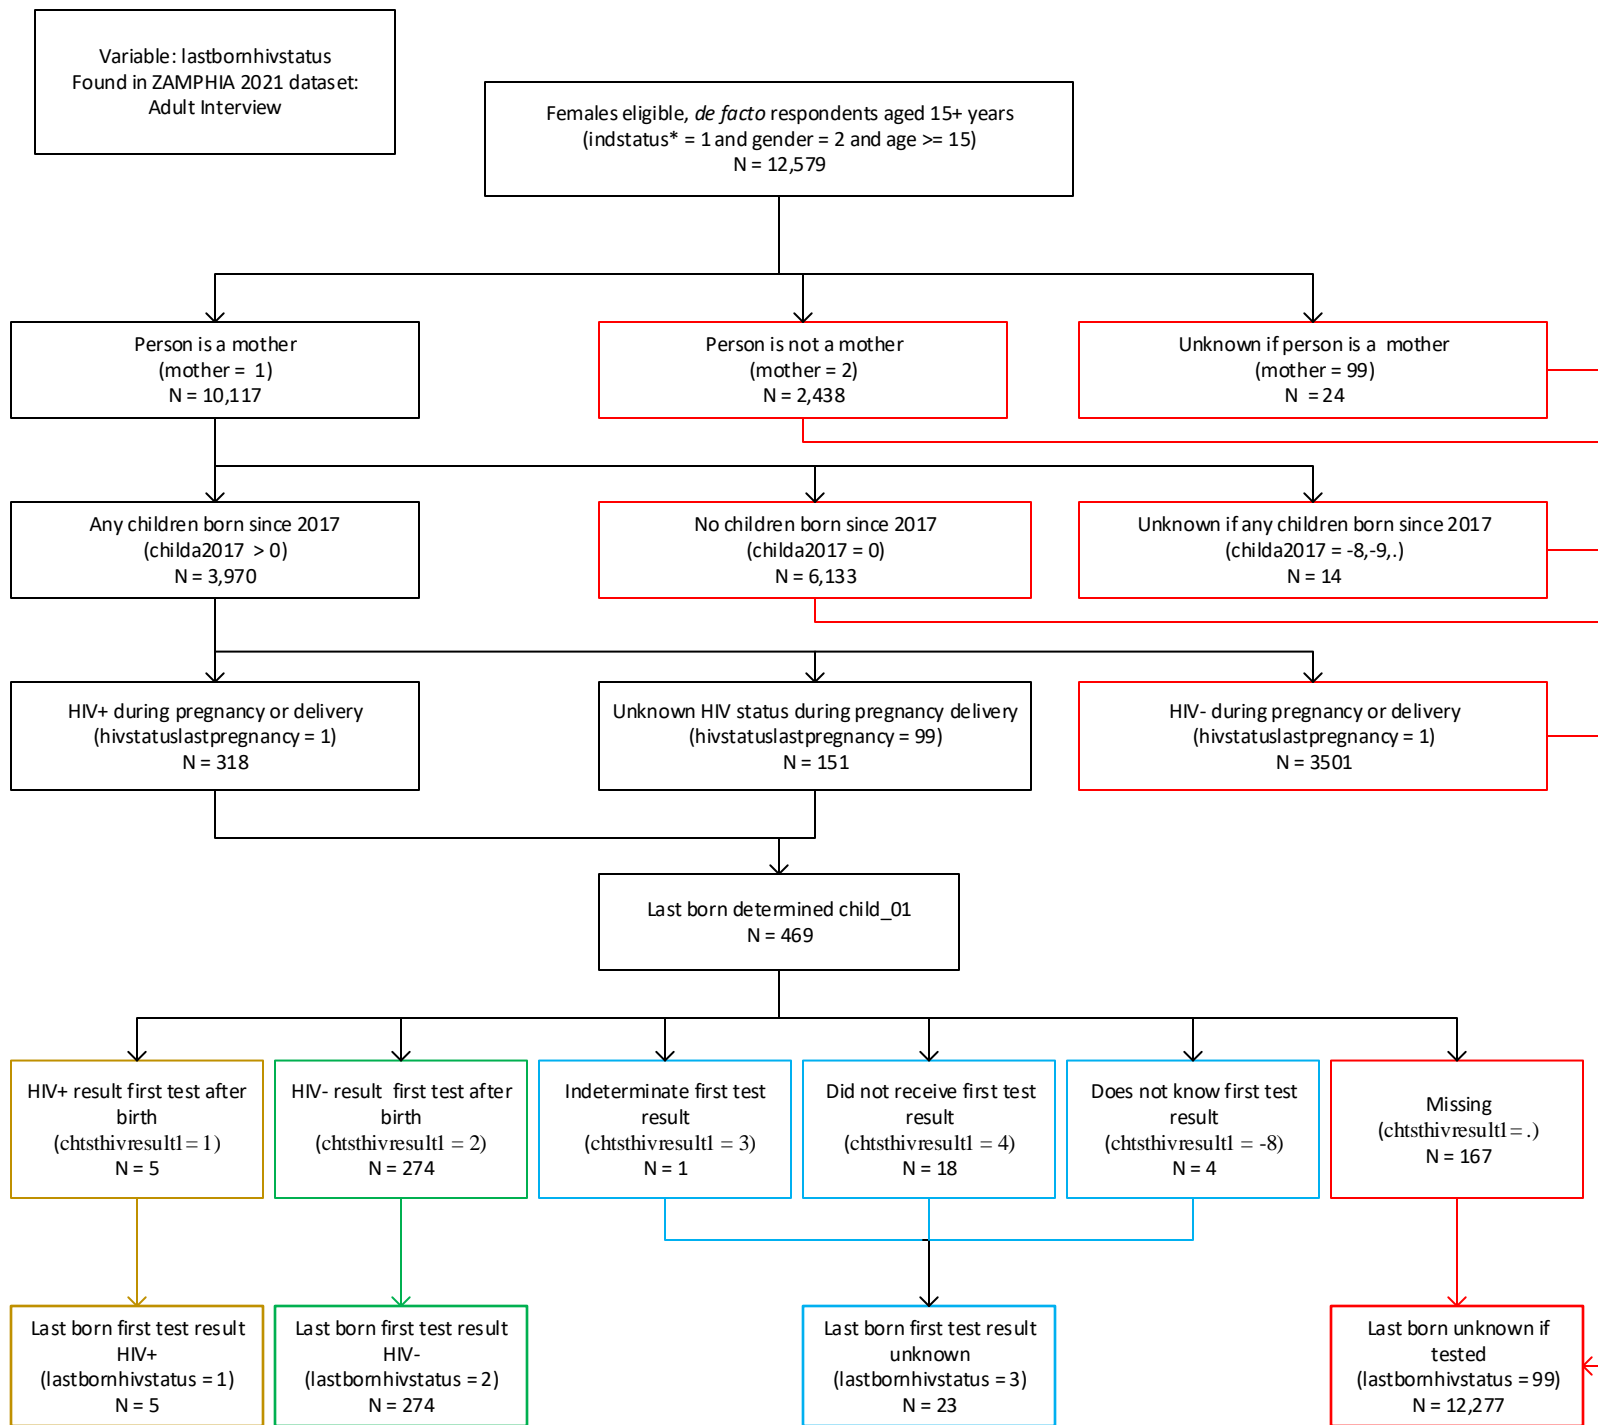 Variable: lastbornhivstatus
Found in ZAMPHIA 2021 dataset:
Adult Interview
Females eligible, de facto respondents aged 15+ years
(indstatus* = 1 and gender = 2 and age >= 15)
N = 12,579
Person is a mother
(mother = 1)
N = 10,117
Person is not a mother
(mother = 2)
N = 2,438
Unknown if person is a mother
(mother = 99)
N = 24
Any children born since 2017
(childa2017 > 0)
N = 3,970
No children born since 2017
(childa2017 = 0)
N = 6,133
Unknown if any children born since 2017
(childa2017 = -8,-9,.)
N = 14
HIV+ during pregnancy or delivery
(hivstatuslastpregnancy = 1)
N = 318
Unknown HIV status during pregnancy delivery
(hivstatuslastpregnancy = 99)
N = 151
HIV- during pregnancy or delivery
(hivstatuslastpregnancy = 1)
N = 3501
Last born determined child_01
N = 469
HIV+ result first test after
birth
(chtsthivresult1 = 1)
N = 5
HIV- result first test after
birth
(chtsthivresult1 = 2)
N = 274
Indeterminate first test
result
(chtsthivresult1 = 3)
N = 1
Did not receive first test
result
(chtsthivresult1 = 4)
N = 18
Does not know first test
result
(chtsthivresult1 = -8)
N = 4
Missing
(chtsthivresult1 = .)
N = 167
Last born first test result
HIV+
(lastbornhivstatus = 1)
N = 5
Last born first test result
HIV-
(lastbornhivstatus = 2)
N = 274
Last born first test result
unknown
(lastbornhivstatus = 3)
N = 23
Last born unknown if
tested
(lastbornhivstatus = 99)
N = 12,277